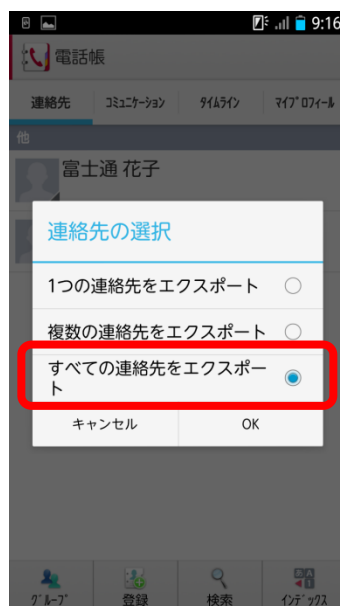 9:16
電話帳
連絡先 コミュニケーション タイムライン マイプロフィール
他
富士通 花子
連絡先の選択
1つの連絡先をエクスポート
複数の連絡先をエクスポート
すべての連絡先をエクスポー
ト
キャンセル OK
グループ 登録 検索 インデックス